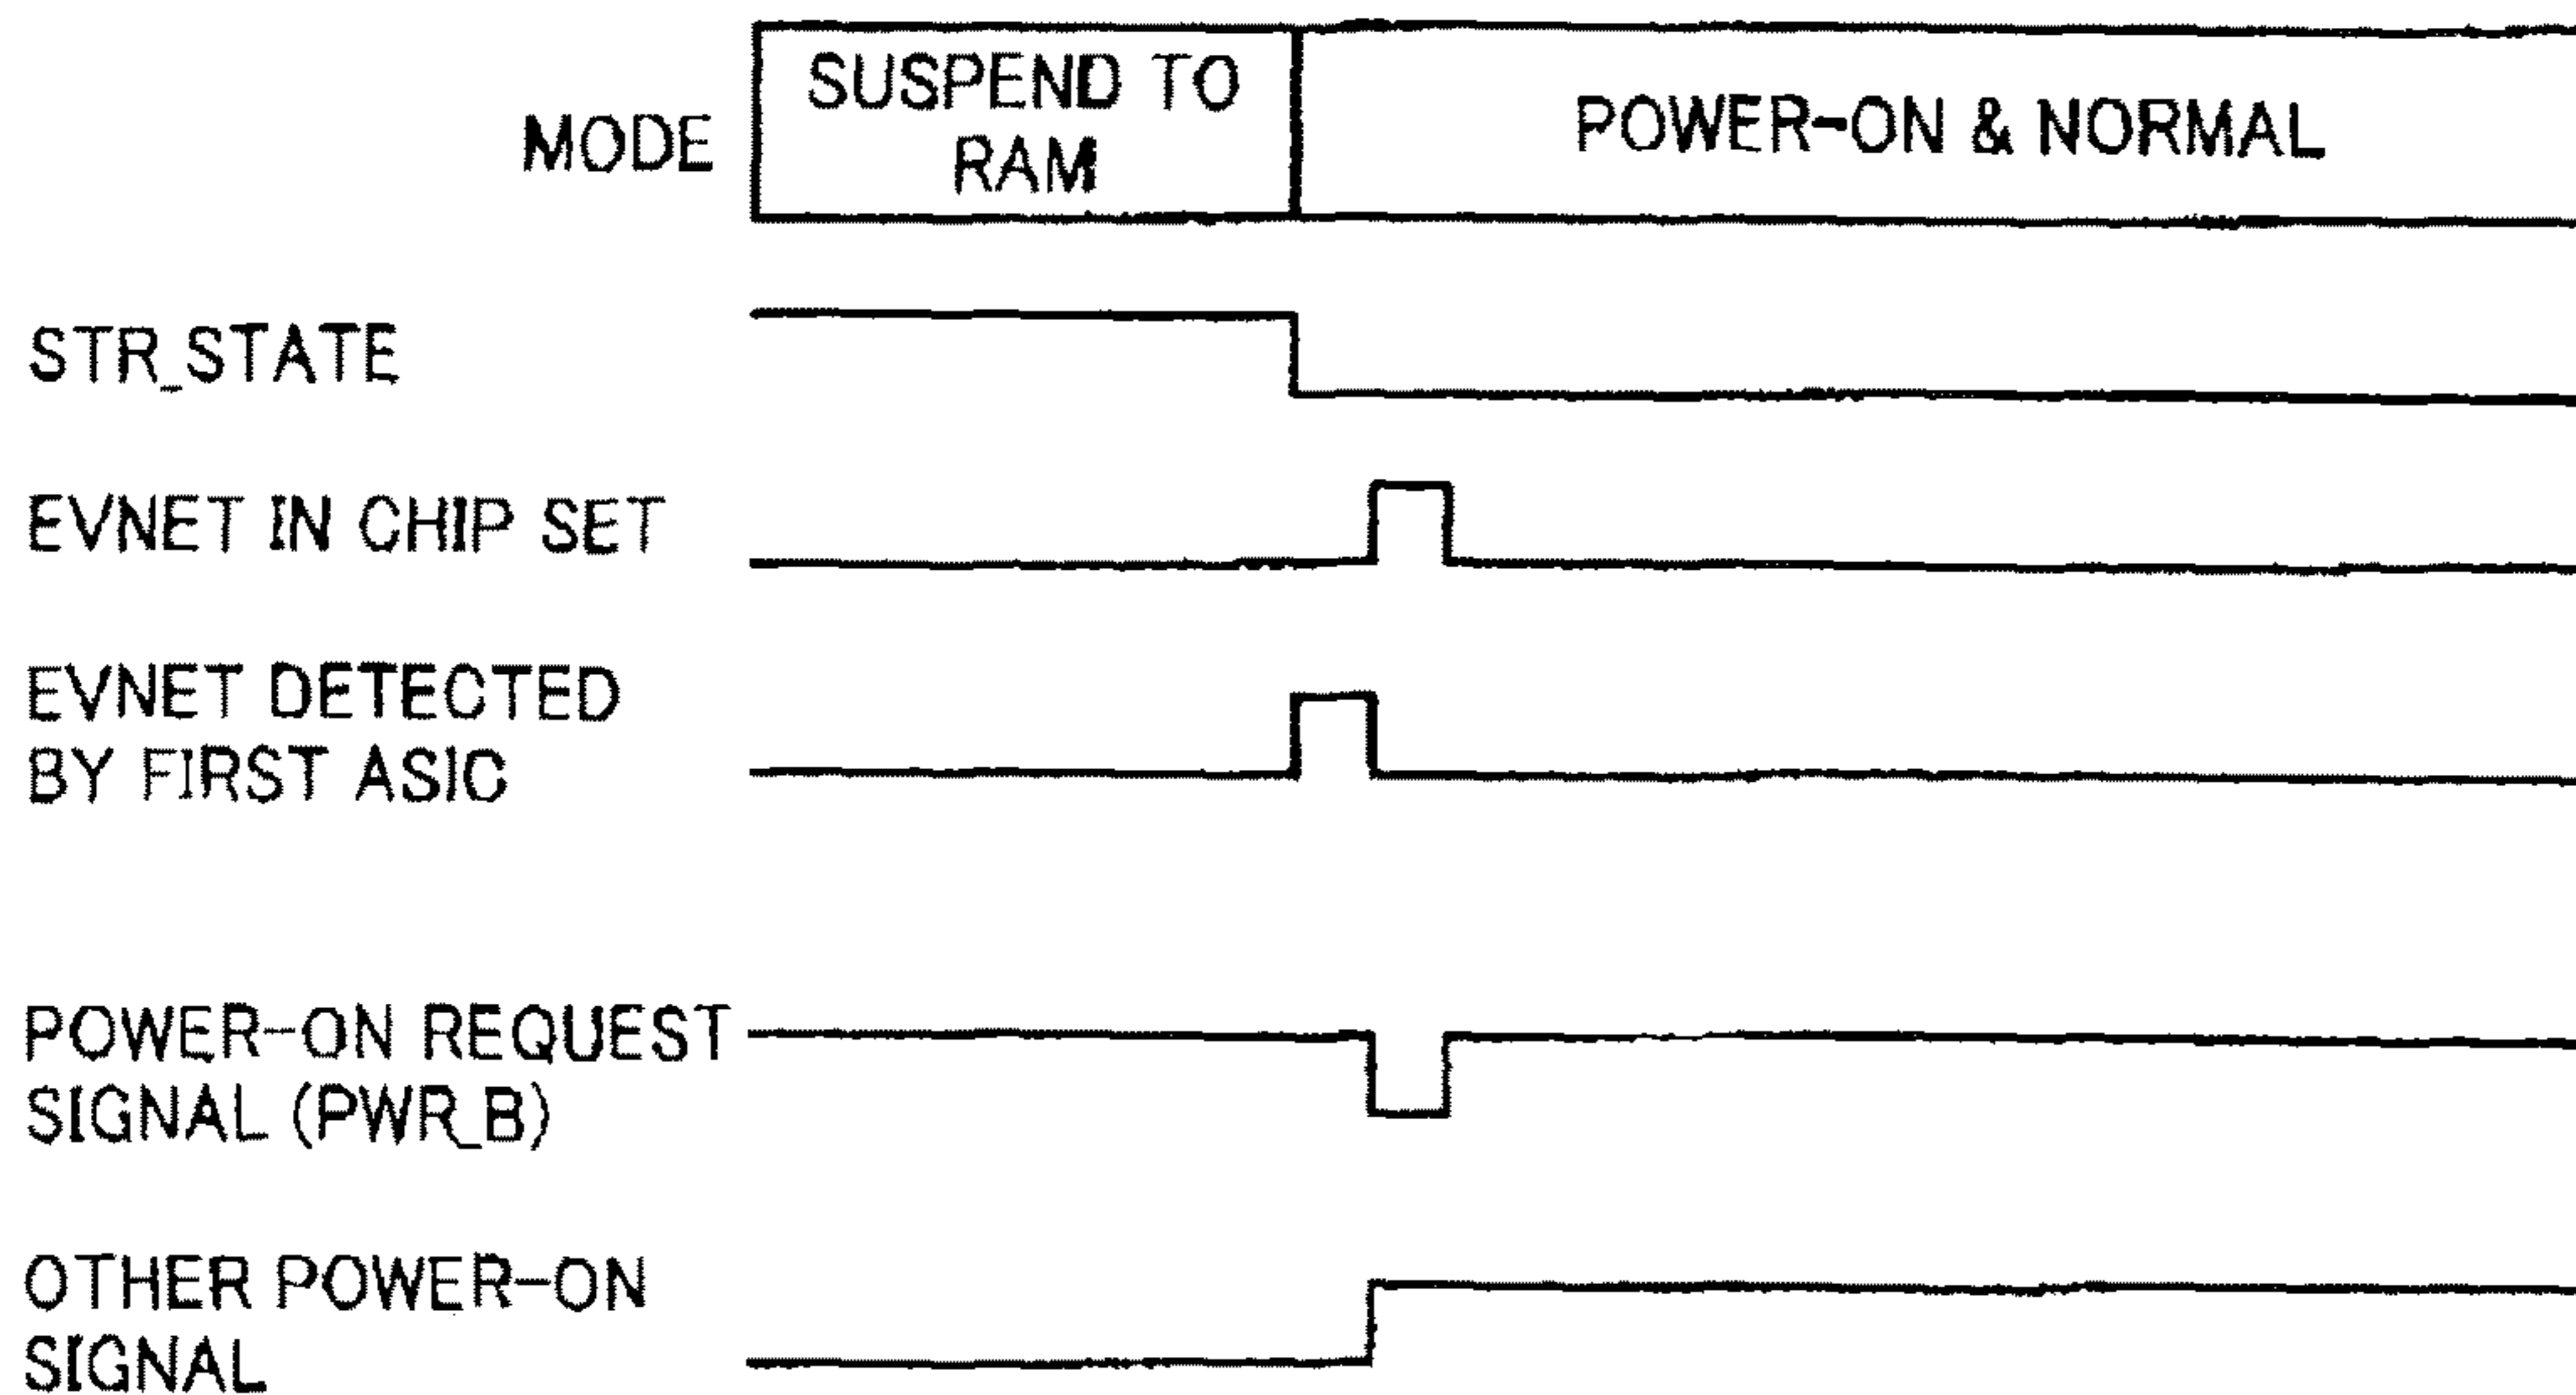 MODE
SUSPEND TO
RAM
POWER-ON & NORMAL
STR_STATE
EVNET IN CHIP SET
EVNET DETECTED
BY FIRST ASIC
POWER-ON REQUEST
SIGNAL (PWR_B)
OTHER POWER-ON
SIGNAL